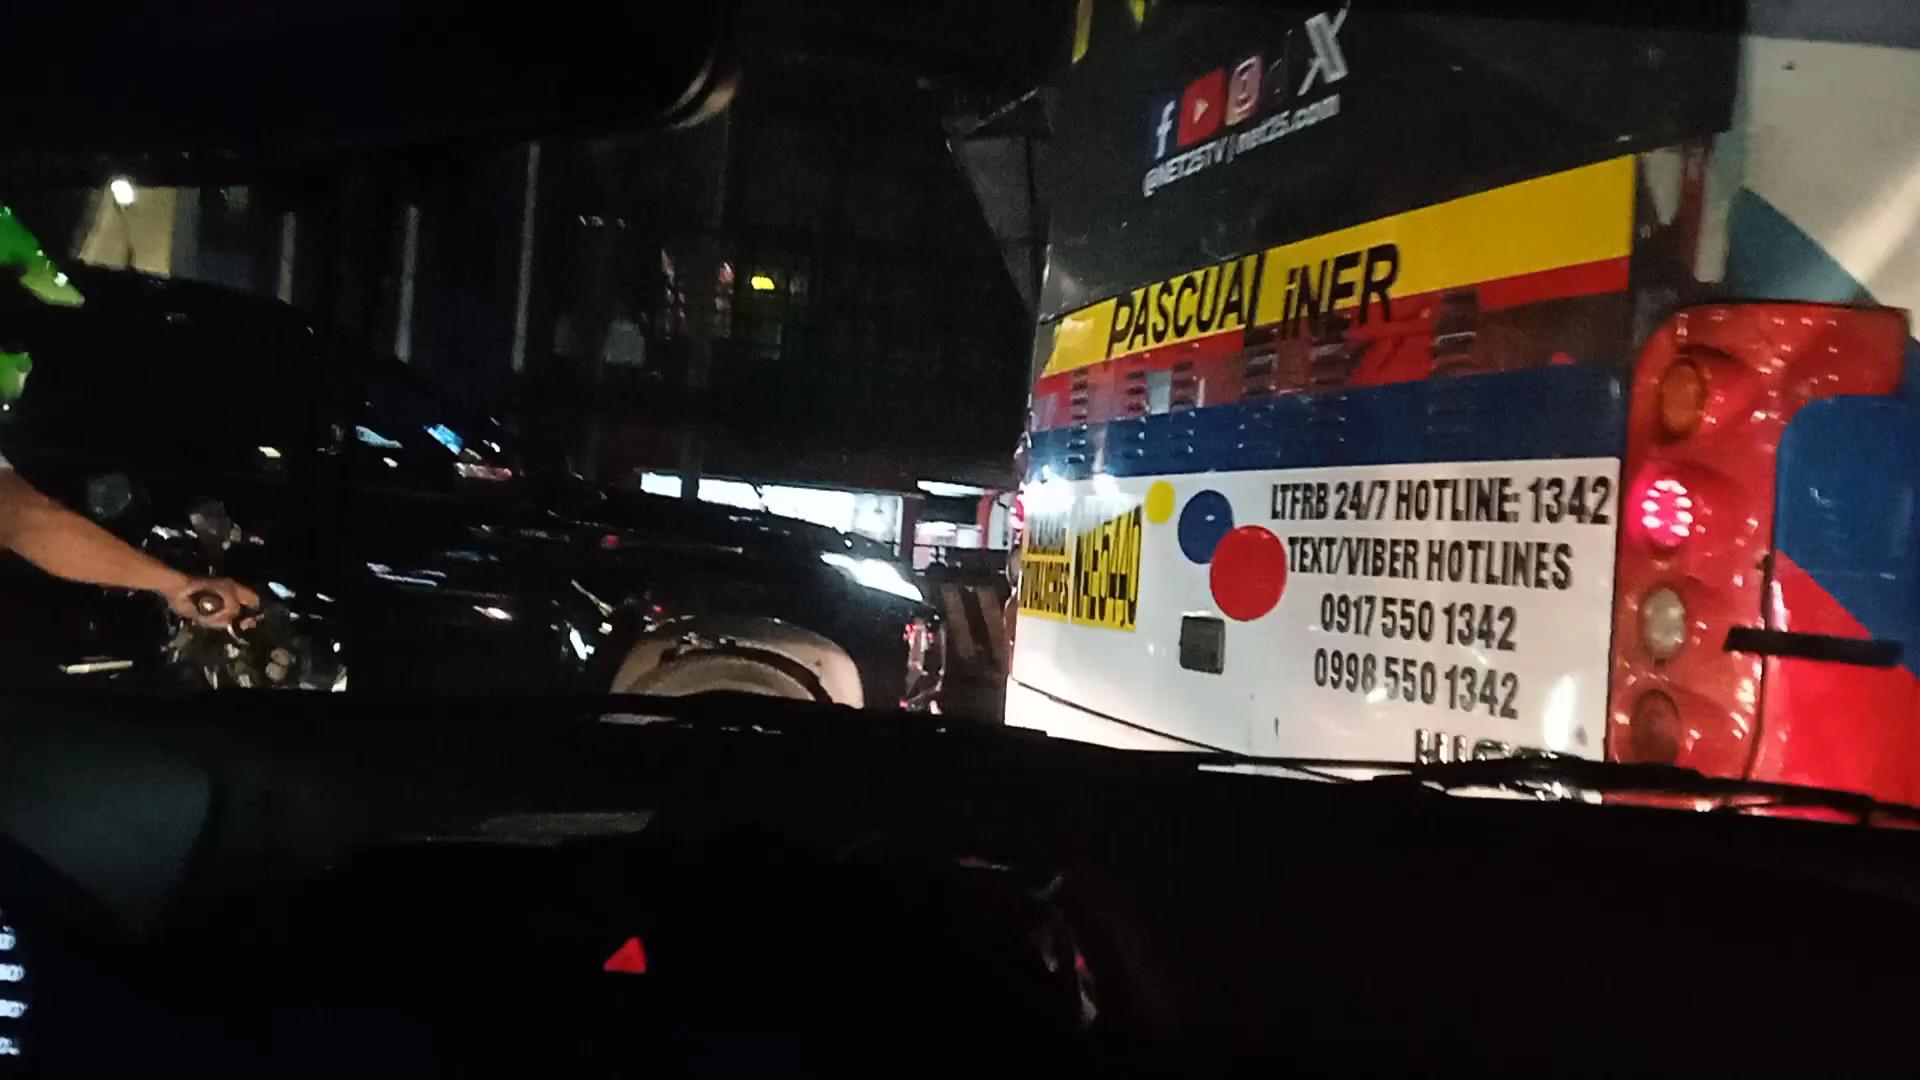 @NET25TV | net25.com
PASCUAL iNER
NAE5440
LTFRB 24/7 HOTLINE: 1342
TEXT/VIBER HOTLINES
0917 550 1342
0998 550 1342